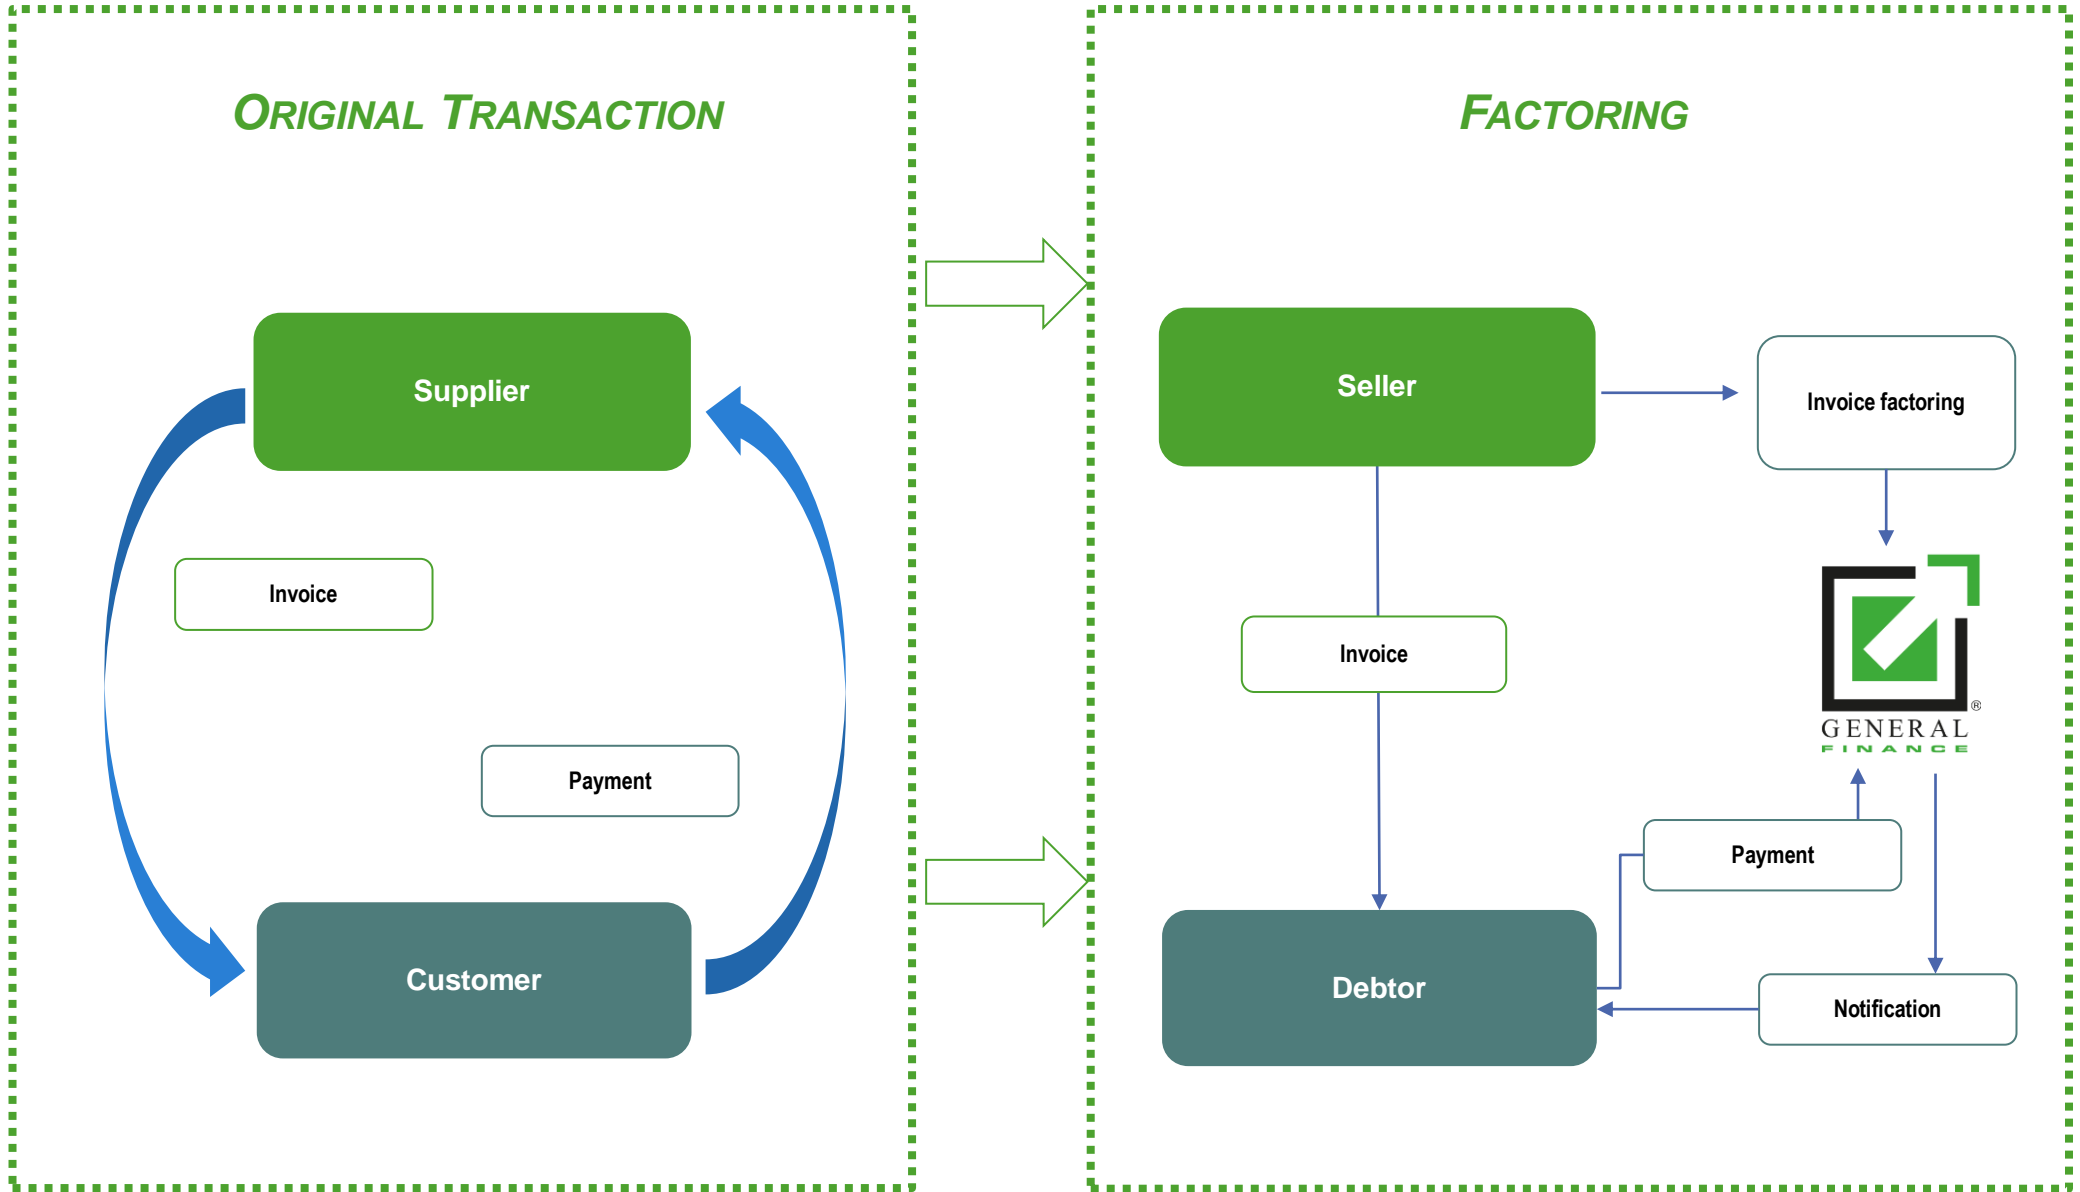 ORIGINAL TRANSACTION
Supplier
Invoice
Payment
Customer
FACTORING
Seller
Invoice factoring
Invoice
GENERAL
FINANCE
®
Payment
Debtor
Notification